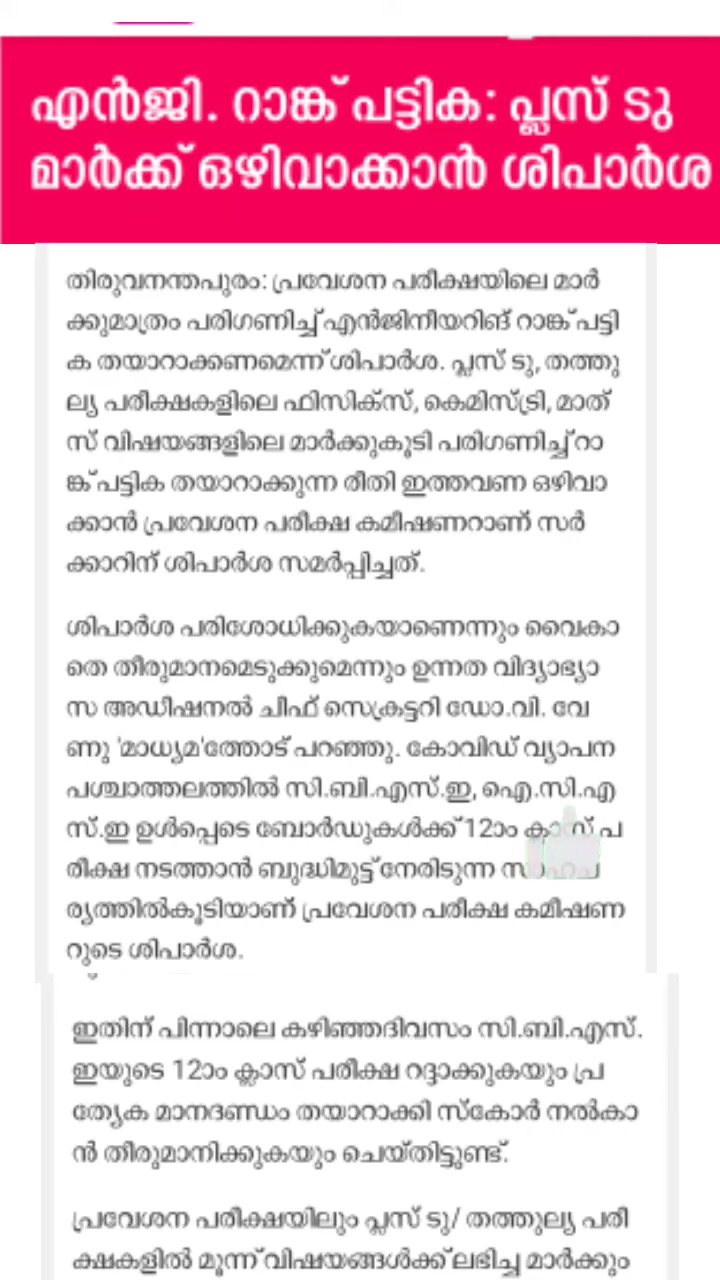 എൻജി. റാങ്ക് പട്ടിക: പ്ലസ് ടു
മാർക്ക് ഒഴിവാക്കാൻ ശിപാർശ
തിരുവനന്തപുരം: പ്രവേശന പരീക്ഷയിലെ മാർ
ക്കുമാത്രം പരിഗണിച്ച് എൻജിനീയറിങ് റാങ്ക് പട്ടി
ക തയാറാക്കണമെന്ന് ശിപാർശ. പ്ലസ് ടു, തത്തു
ല്യ പരീക്ഷകളിലെ ഫിസിക്സ്, കെമിസ്ട്രി, മാത്
സ് വിഷയങ്ങളിലെ മാർക്കുകൂടി പരിഗണിച്ച് റാ
ങ്ക് പട്ടിക തയാറാക്കുന്ന രീതി ഇത്തവണ ഒഴിവാ
ക്കാൻ പ്രവേശന പരീക്ഷ കമീഷണറാണ് സർ
ക്കാറിന് ശിപാർശ സമർപ്പിച്ചത്.
ശിപാർശ പരിശോധിക്കുകയാണെന്നും വൈകാ
തെ തീരുമാനമെടുക്കുമെന്നും ഉന്നത വിദ്യാഭ്യാ
സ അഡീഷനൽ ചീഫ് സെക്രട്ടറി ഡോ.വി. വേ
ണു 'മാധ്യമ'ത്തോട് പറഞ്ഞു. കോവിഡ് വ്യാപന
പശ്ചാത്തലത്തിൽ സി.ബി.എസ്.ഇ, ഐ.സി.എ
സ്.ഇ ഉൾപ്പെടെ ബോർഡുകൾക്ക് 12ാം ക്ലാസ് പ
രീക്ഷ നടത്താൻ ബുദ്ധിമുട്ട് നേരിടുന്ന സാഹച
ര്യത്തിൽകൂടിയാണ് പ്രവേശന പരീക്ഷ കമീഷണ
റുടെ ശിപാർശ.
ഇതിന് പിന്നാലെ കഴിഞ്ഞദിവസം സി.ബി.എസ്.
ഇയുടെ 12ാം ക്ലാസ് പരീക്ഷ റദ്ദാക്കുകയും പ്ര
ത്യേക മാനദണ്ഡം തയാറാക്കി സ്കോർ നൽകാ
ൻ തീരുമാനിക്കുകയും ചെയ്തിട്ടുണ്ട്.
പ്രവേശന പരീക്ഷയിലും പ്ലസ് ടു/ തത്തുല്യ പരീ
ക്ഷകളിൽ മൂന്ന് വിഷയങ്ങൾക്ക് ലഭിച്ച മാർക്കും